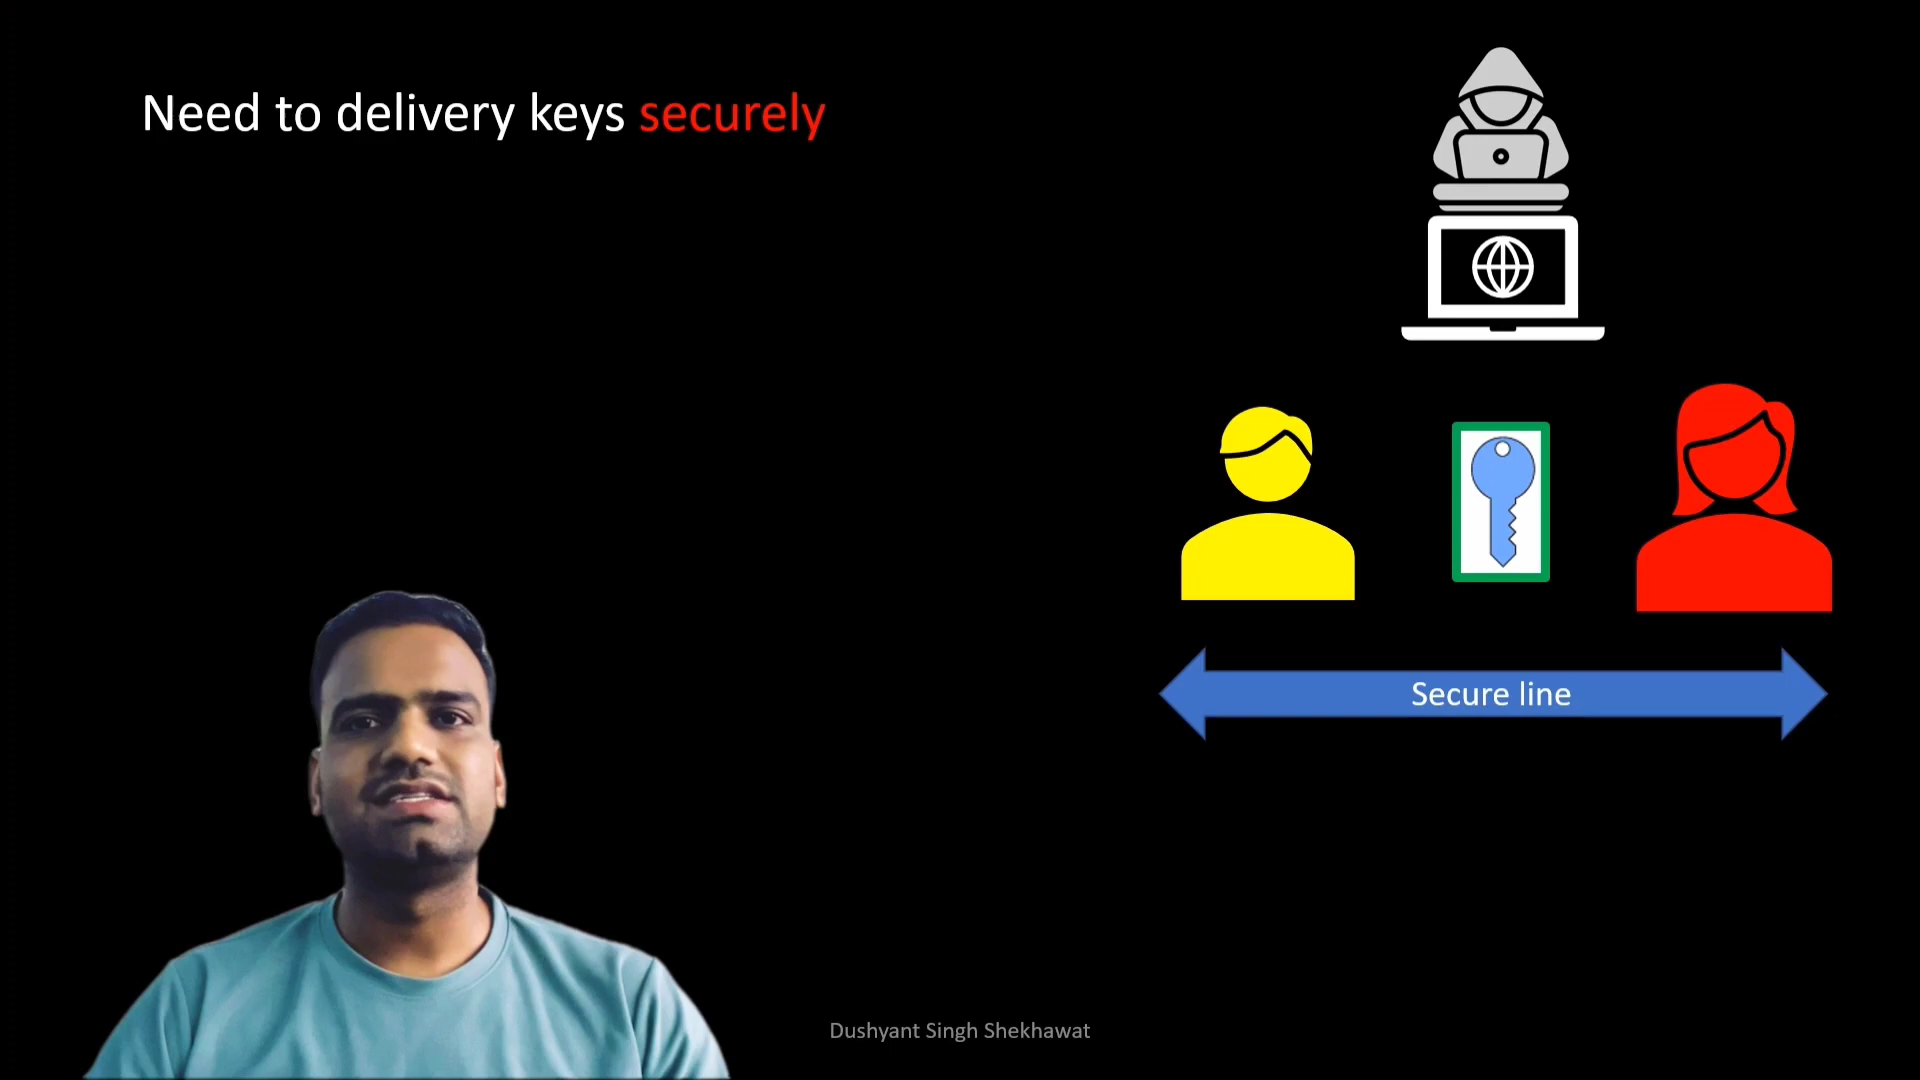 Need to delivery keys securely
Secure line
Dushyant Singh Shekhawat